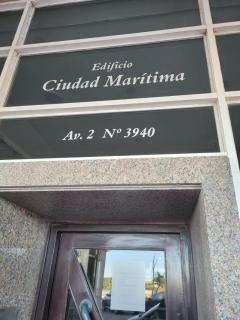 Edificio
Ciudad Marítima
Av. 2 Nº 3940